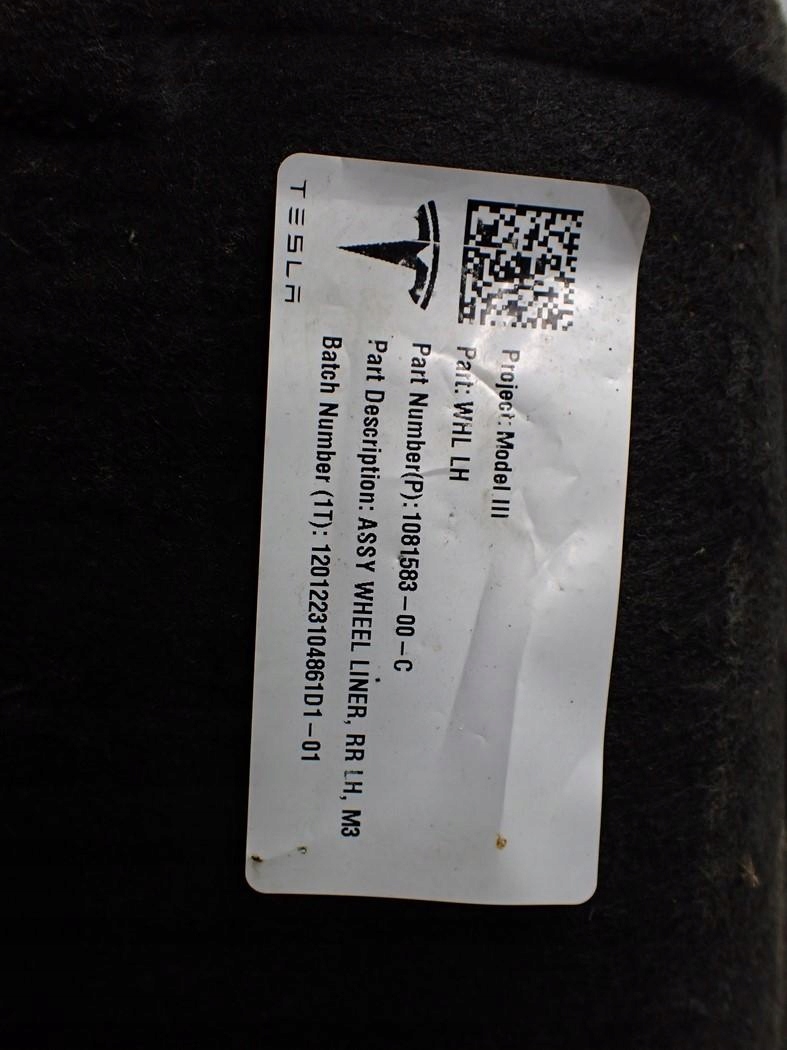 Project: Model III
Part: WHL LH
Part Number(P): 1081583-00-C
Part Description: ASSY WHEEL LINER, RR LH, M3
Batch Number (1T): 1201223104861D1-01
TESLA